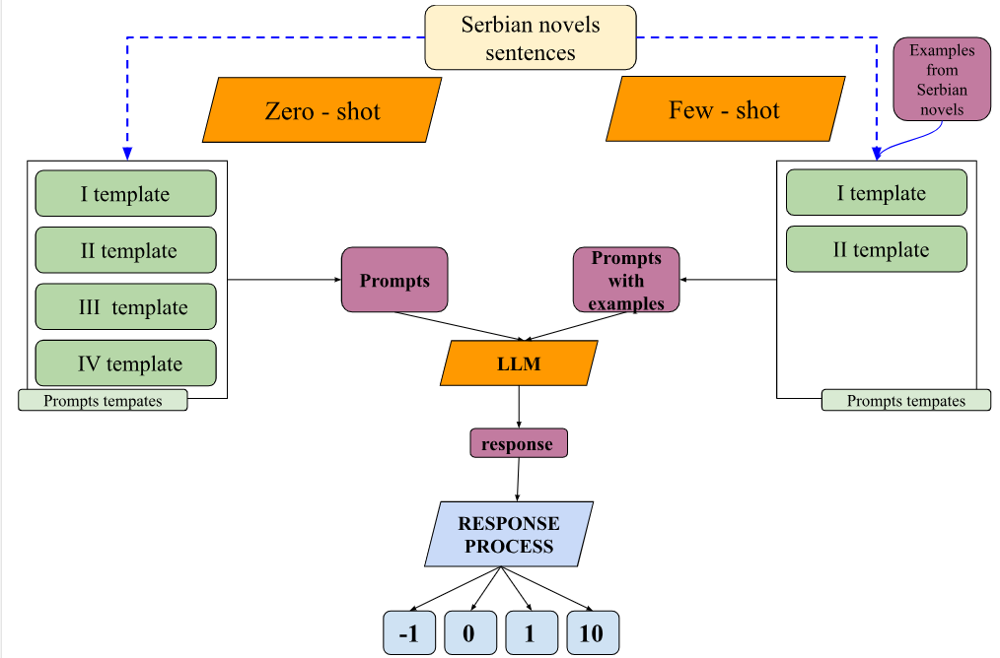 Serbian novels
sentences
Examples
from
Serbian
novels
Zero - shot
Few - shot
I template
II template
III  template
IV template
Prompts tempates
I template
II template
Prompts tempates
Prompts
Prompts
with
examples
LLM
response
RESPONSE
PROCESS
-1
0
1
10